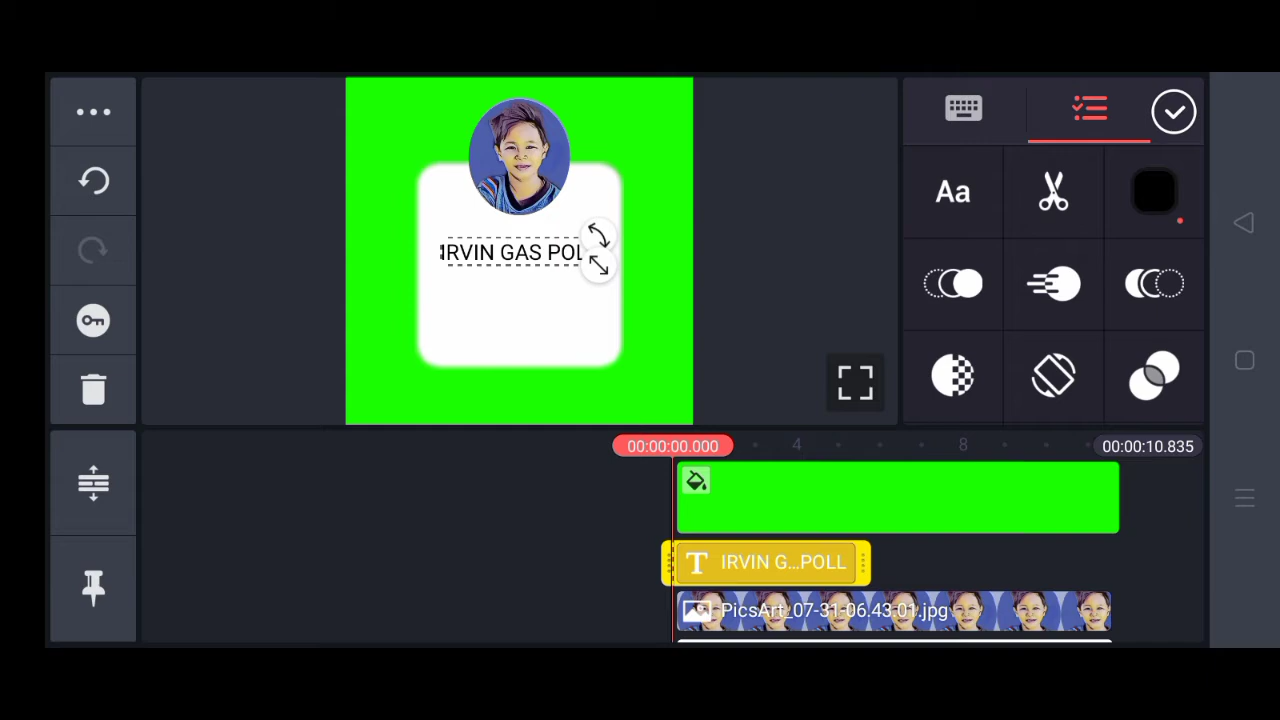 IRVIN GAS POL
Aa
00:00:00.000
4
8
00:00:10.835
T IRVIN G...POLL
PicsArt_07-31-06.43.01.jpg